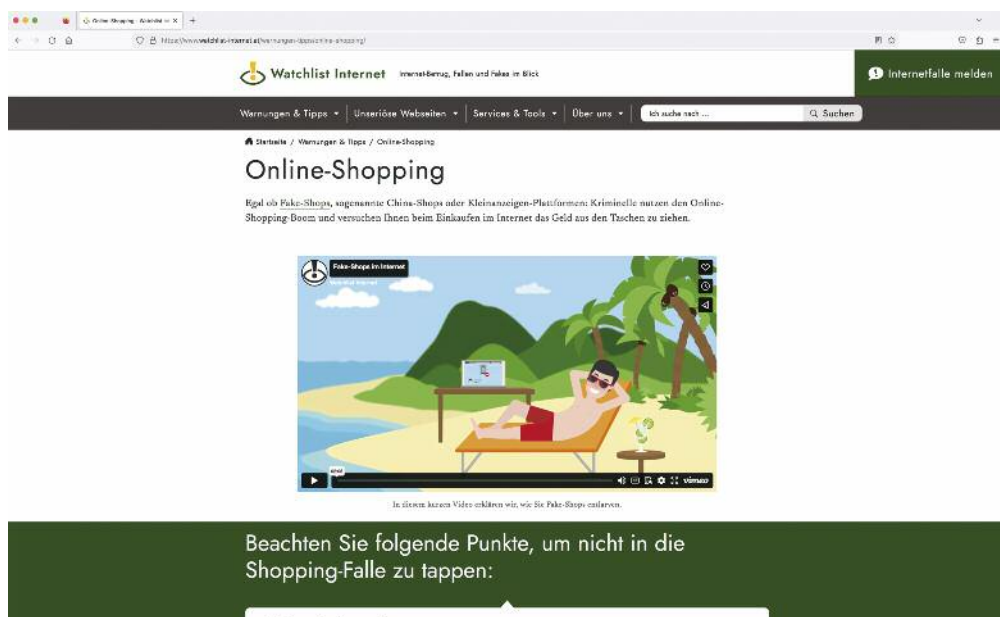 Online-Shopping - Watchlist
https://www.watchlist-internet.at/warnungen-tipps/online-shopping/
Watchlist Internet
Internet-Betrug, Fallen und Fakes im Blick
Internetfalle melden
Warnungen & Tipps
Unseriöse Webseiten
Services & Tools
Über uns
Ich suche nach ...
Suchen
Startseite / Warnungen & Tipps / Online-Shopping
Online-Shopping
Egal ob Fake-Shops, sogenannte China-Shops oder Kleinanzeigen-Plattformen: Kriminelle nutzen den Online-
Shopping-Boom und versuchen Ihnen beim Einkaufen im Internet das Geld aus den Taschen zu ziehen.
Fake-Shops im Internet
Watchlist Internet
vimeo
In diesem kurzen Video erklären wir, wie Sie Fake-Shops entlarven.
Beachten Sie folgende Punkte, um nicht in die
Shopping-Falle zu tappen: